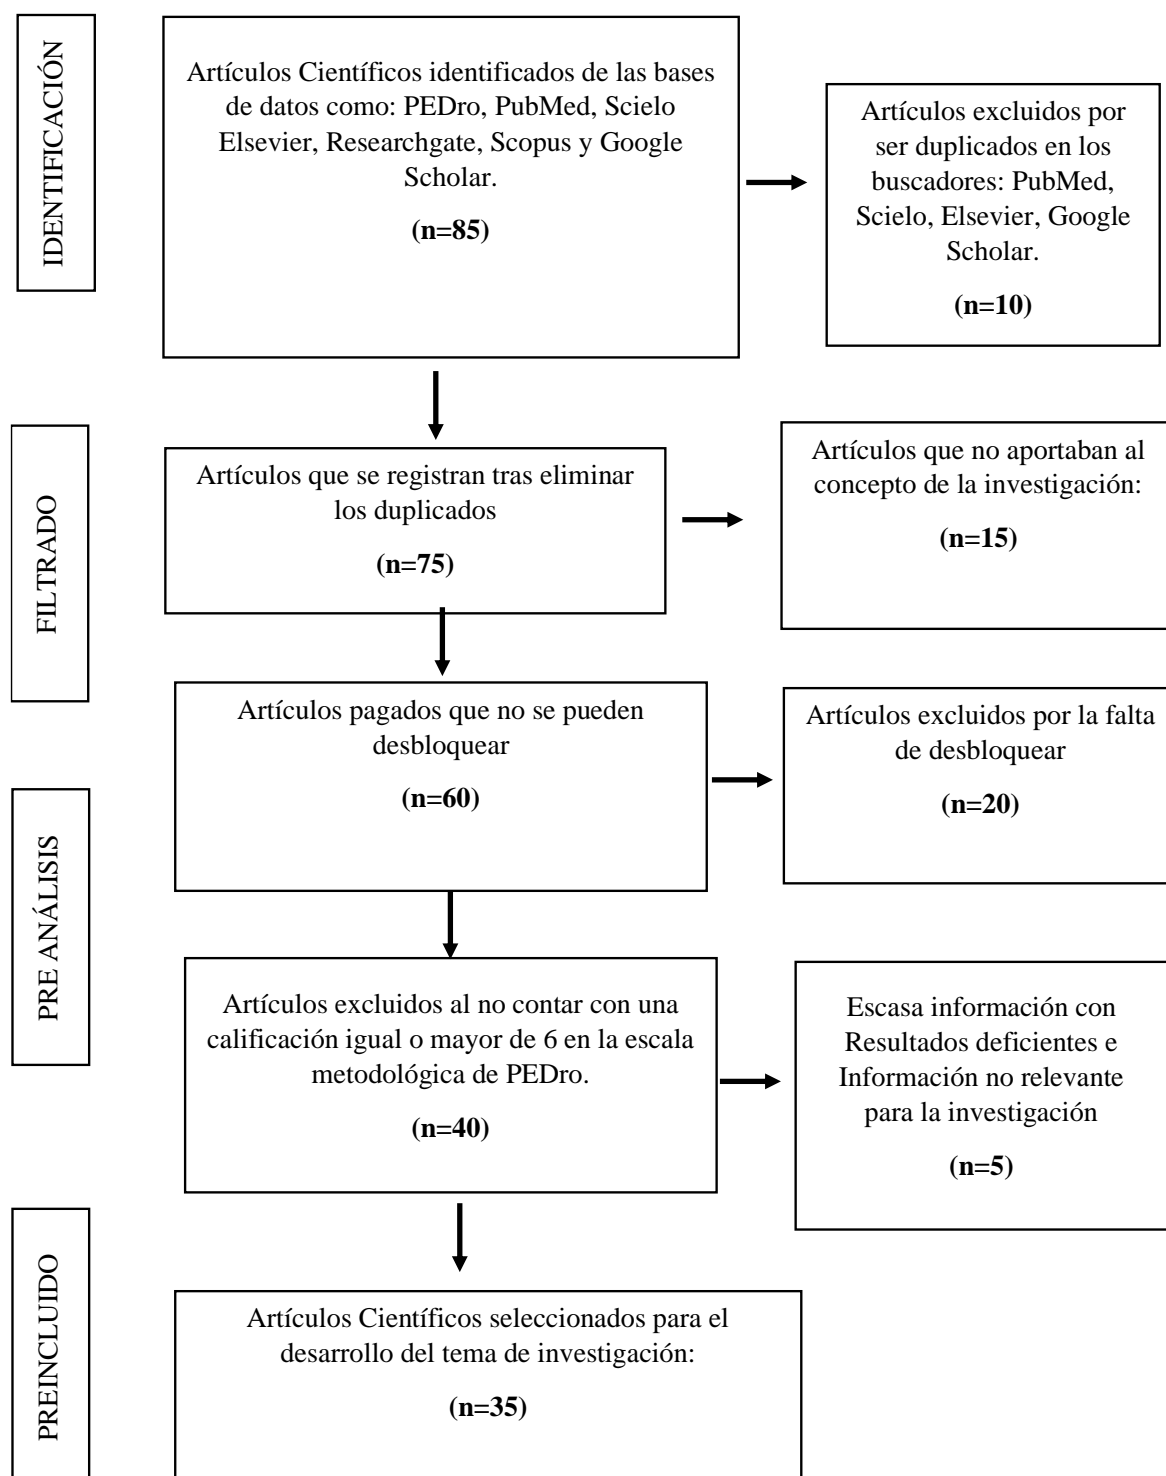 IDENTIFICACIÓN
Artículos Científicos identificados de las bases
de datos como: PEDro, PubMed, Scielo
Elsevier, Researchgate, Scopus y Google
Scholar.
(n=85)
Artículos excluidos por
ser duplicados en los
buscadores: PubMed,
Scielo, Elsevier, Google
Scholar.
(n=10)
FILTRADO
Artículos que se registran tras eliminar
los duplicados
(n=75)
Artículos que no aportaban al
concepto de la investigación:
(n=15)
Artículos pagados que no se pueden
desbloquear
(n=60)
Artículos excluidos por la falta
de desbloquear
(n=20)
PRE ANÁLISIS
Artículos excluidos al no contar con una
calificación igual o mayor de 6 en la escala
metodológica de PEDro.
(n=40)
Escasa información con
Resultados deficientes e
Información no relevante
para la investigación
(n=5)
PREINCLUIDO
Artículos Científicos seleccionados para el
desarrollo del tema de investigación:
(n=35)